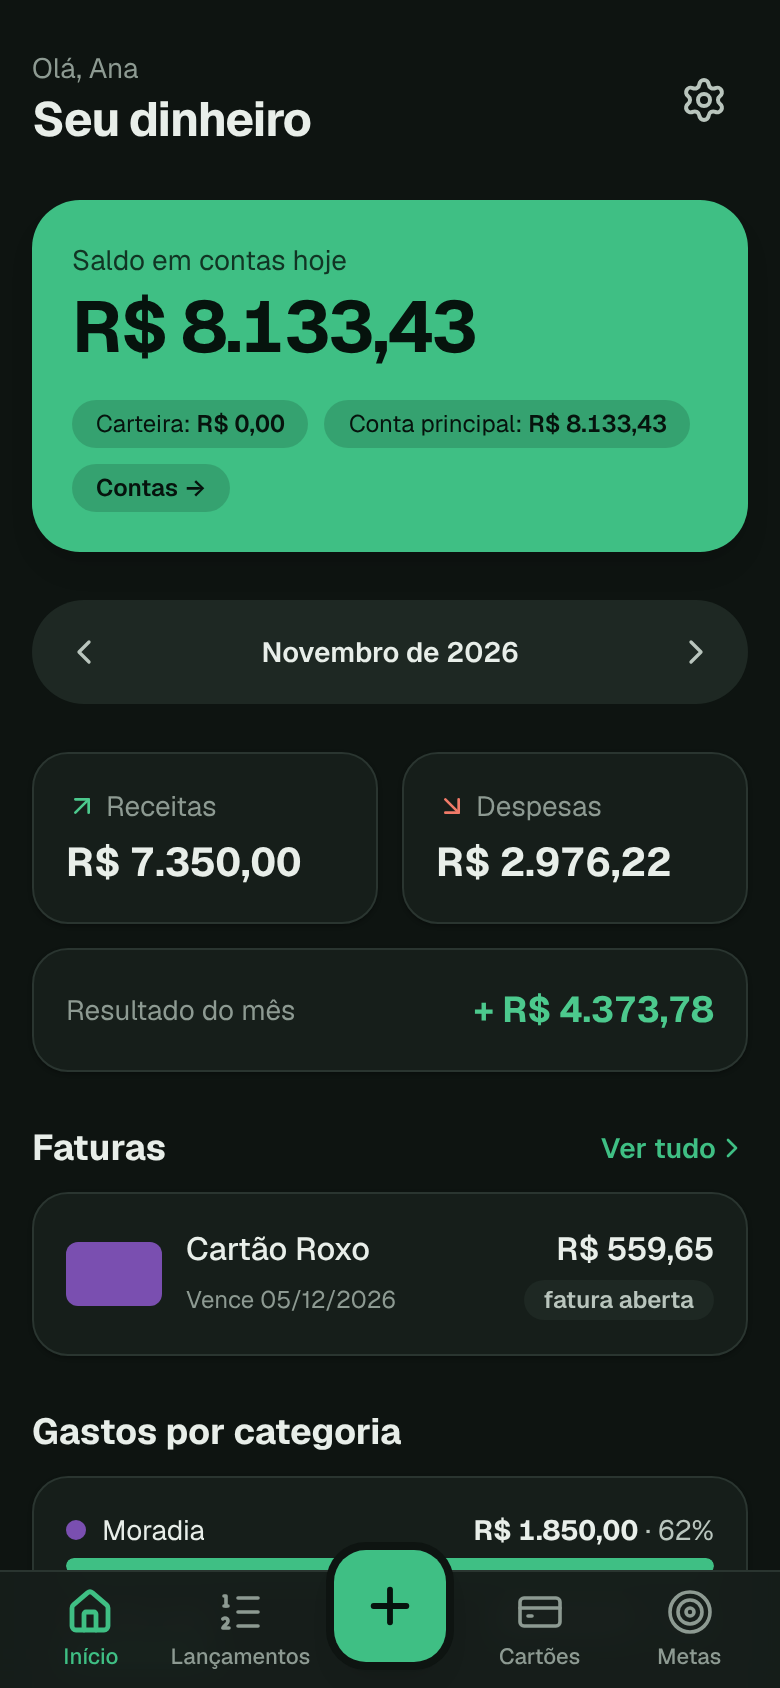 Olá, Ana
Seu dinheiro
Saldo em contas hoje
R$ 8.133,43
Carteira: R$ 0,00
Conta principal: R$ 8.133,43
Contas →
Novembro de 2026
Receitas
R$ 7.350,00
Despesas
R$ 2.976,22
Resultado do mês
+ R$ 4.373,78
Faturas
Ver tudo
Cartão Roxo
R$ 559,65
Vence 05/12/2026
fatura aberta
Gastos por categoria
Moradia
R$ 1.850,00 · 62%
Início
Lançamentos
Cartões
Metas